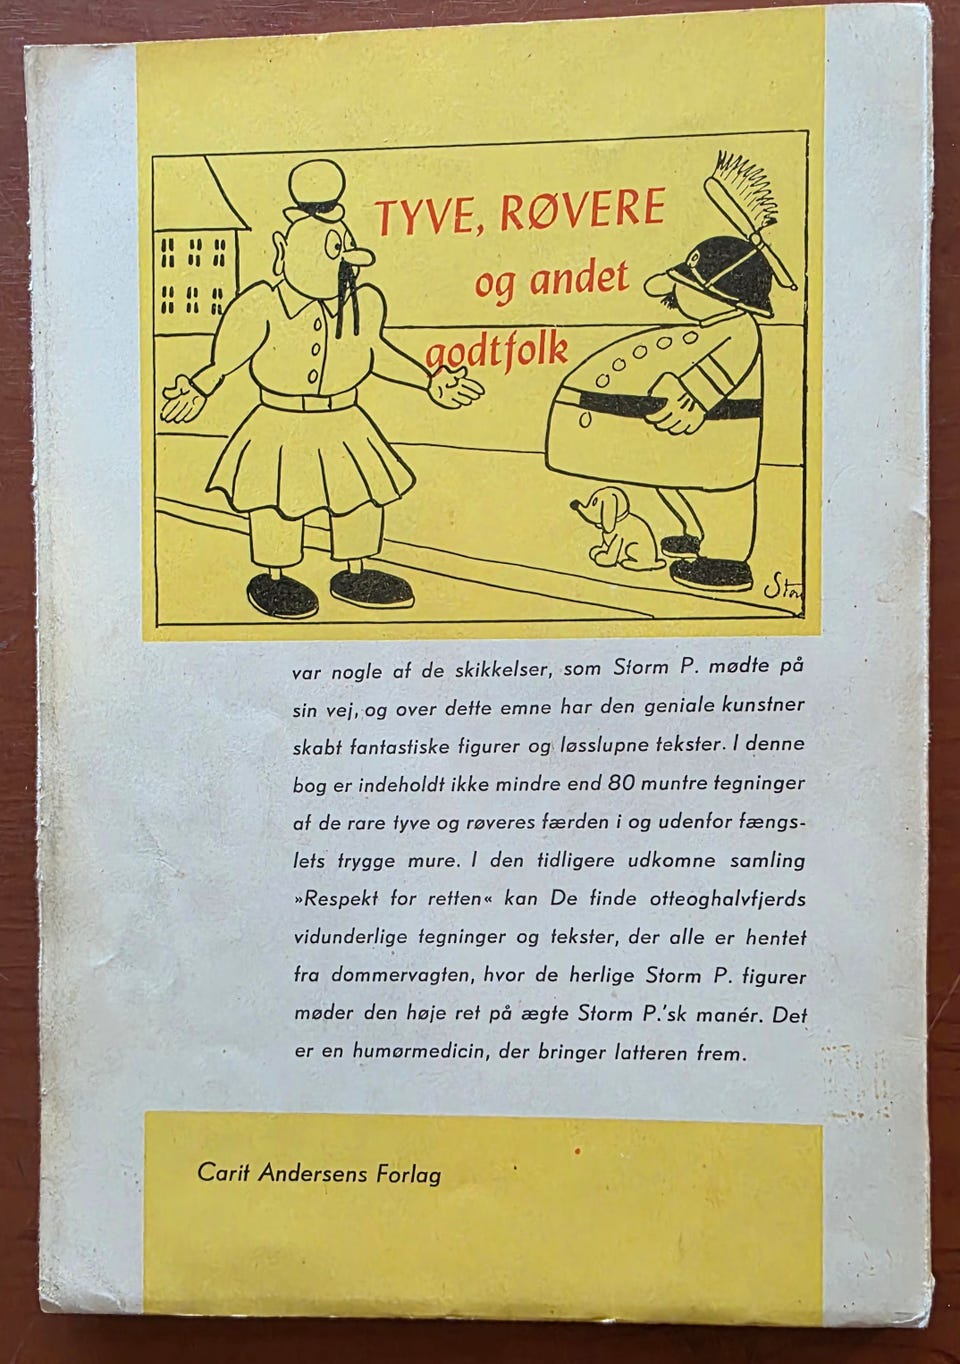 TYVE, RØVERE
og andet
godtfolk
var nogle af de skikkelser, som Storm P. mødte på
sin vej, og over dette emne har den geniale kunstner
skabt fantastiske figurer og løsslupne tekster. I denne
bog er indeholdt ikke mindre end 80 muntre tegninger
af de rare tyve og røveres færden i og udenfor fængs-
lets trygge mure. I den tidligere udkomne samling
»Respekt for retten« kan De finde otteoghalvfjerds
vidunderlige tegninger og tekster, der alle er hentet
fra dommervagten, hvor de herlige Storm P. figurer
møder den høje ret på ægte Storm P.'sk manér. Det
er en humørmedicin, der bringer latteren frem.
Carit Andersens Forlag